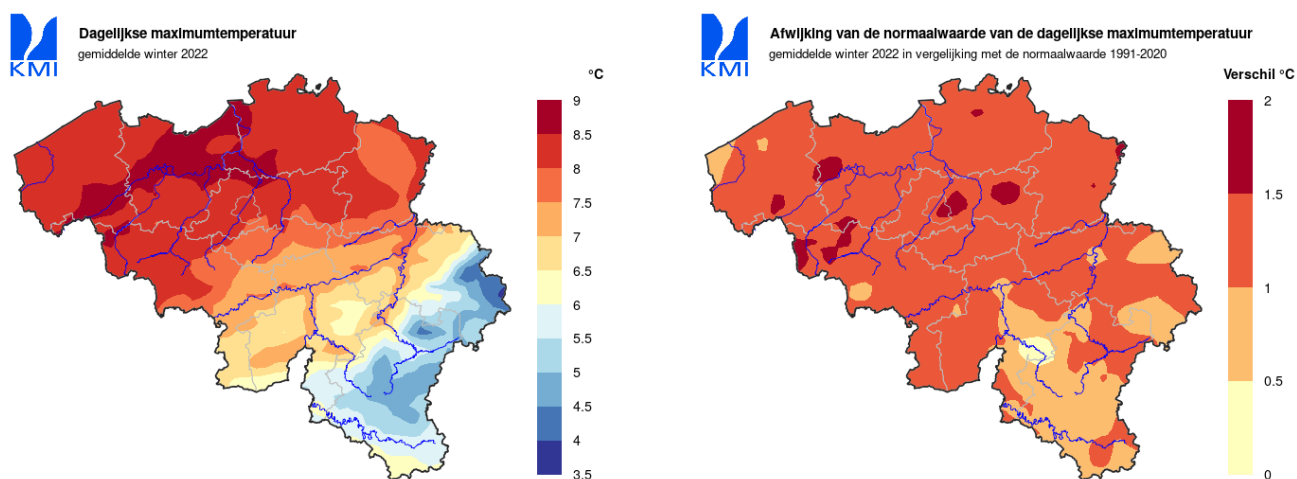 Dagelijkse maximumtemperatuur
gemiddelde winter 2022
KMI
°C
9
8.5
8
7.5
7
6.5
6
5.5
5
4.5
4
3.5
Afwijking van de normaalwaarde van de dagelijkse maximumtemperatuur
gemiddelde winter 2022 in vergelijking met de normaalwaarde 1991-2020
KMI
Verschil °C
2
1.5
1
0.5
0